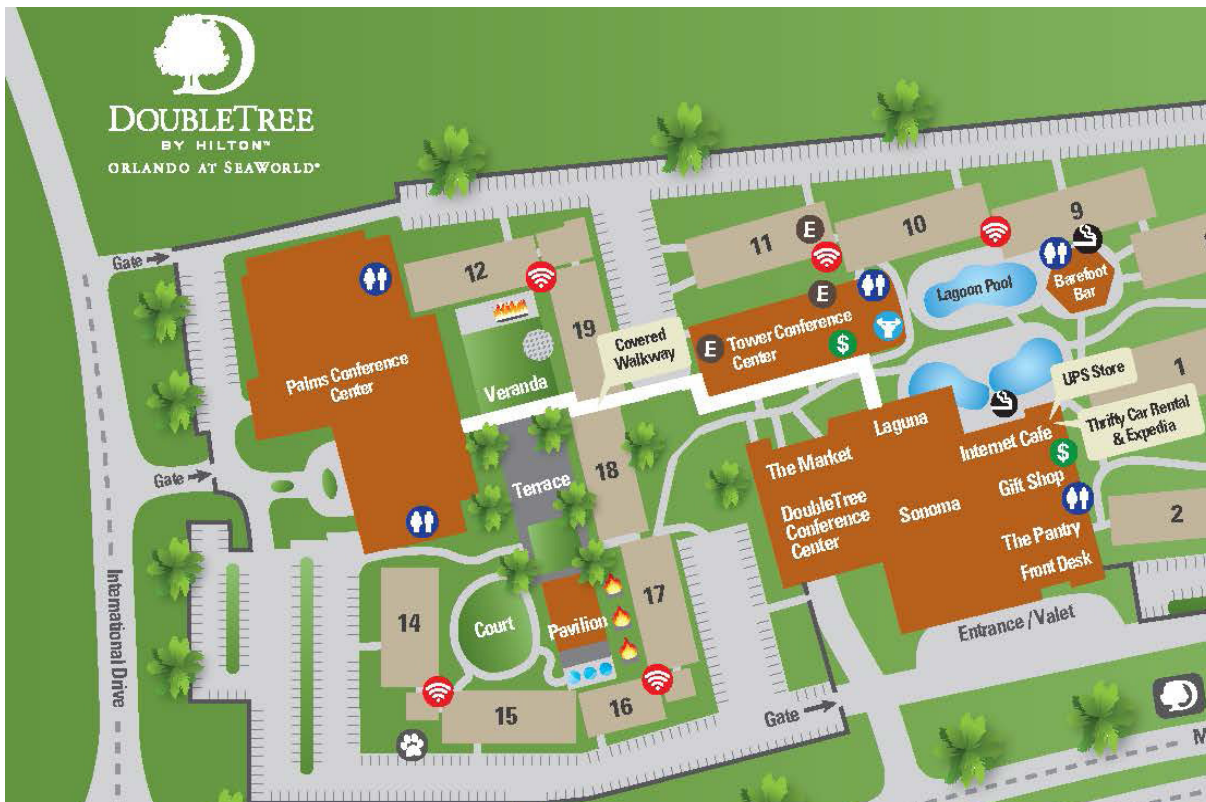 D
DOUBLETREE
BY HILTON™
ORLANDO AT SEAWORLD®
Gate
12
19
11
E
10
9
Lagoon Pool
Barefoot
Bar
E
E
Tower Conference
Center
$
Covered
Walkway
Palms Conference
Center
Veranda
UPS Store
1
Thrifty Car Rental
& Expedia
Laguna
Internet Cafe
$
The Market
Gift Shop
Gate
Terrace
18
DoubleTree
Conference
Center
Sonoma
2
The Pantry
Front Desk
International Drive
14
Court
Pavilion
17
Entrance / Valet
15
16
Gate
D
M